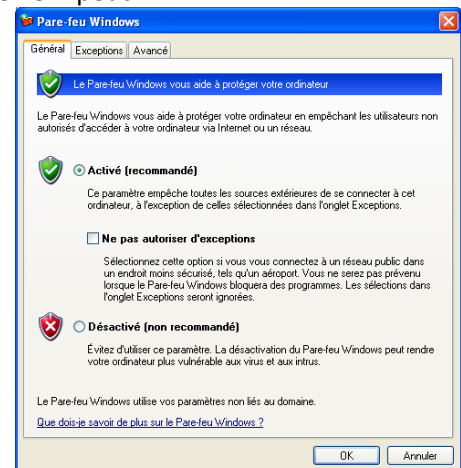 Pare-feu Windows
Général Exceptions Avancé
Le Pare-feu Windows vous aide à protéger votre ordinateur
Le Pare-feu Windows vous aide à protéger votre ordinateur en empêchant les utilisateurs non
autorisés d'accéder à votre ordinateur via Internet ou un réseau.
Activé (recommandé)
Ce paramètre empêche toutes les sources extérieures de se connecter à cet
ordinateur, à l'exception de celles sélectionnées dans l'onglet Exceptions.
Ne pas autoriser d'exceptions
Sélectionnez cette option si vous vous connectez à un réseau public dans
un endroit moins sécurisé, tels qu'un aéroport. Vous ne serez pas prévenu
lorsque le Pare-feu Windows bloquera des programmes. Les sélections dans
l'onglet Exceptions seront ignorées.
Désactivé (non recommandé)
Évitez d'utiliser ce paramètre. La désactivation du Pare-feu Windows peut rendre
votre ordinateur plus vulnérable aux virus et aux intrus.
Le Pare-feu Windows utilise vos paramètres non liés au domaine.
Que dois-je savoir de plus sur le Pare-feu Windows ?
OK Annuler